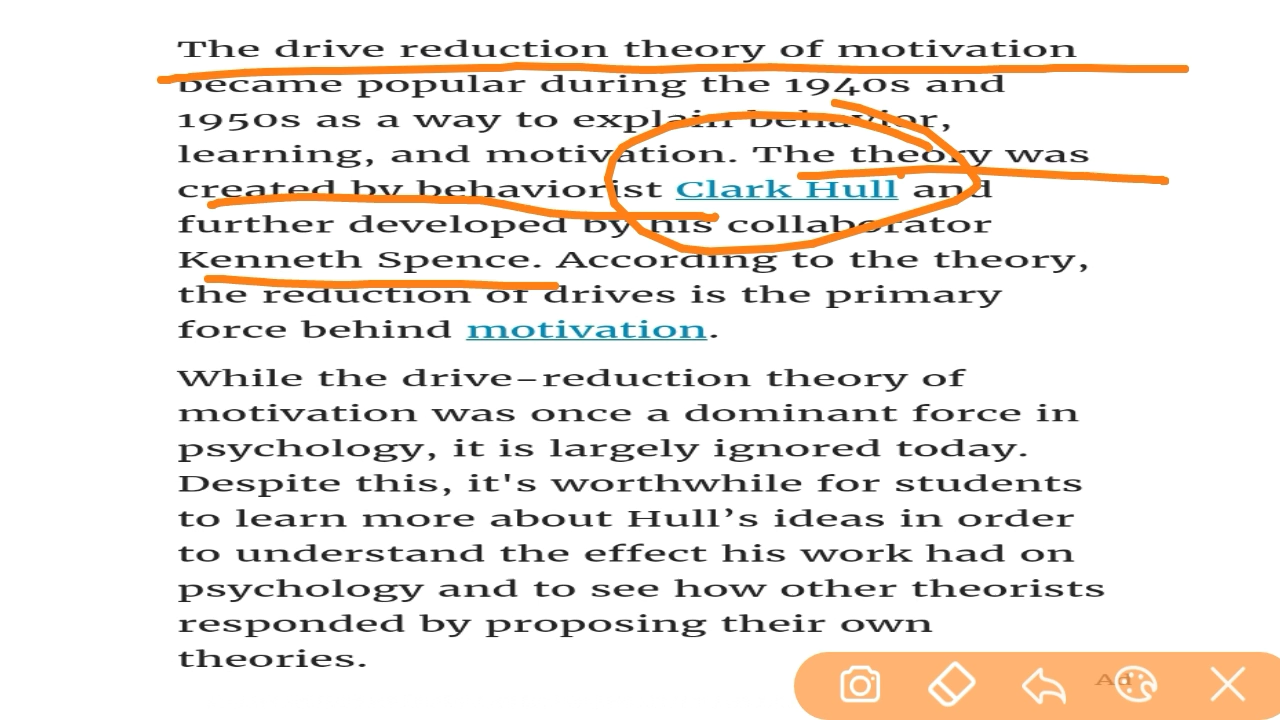 The drive reduction theory of motivation
became popular during the 1940s and
1950s as a way to explain behavior,
learning, and motivation. The theory was
created by behaviorist Clark Hull and
further developed by his collaborator
Kenneth Spence. According to the theory,
the reduction of drives is the primary
force behind motivation.
While the drive-reduction theory of
motivation was once a dominant force in
psychology, it is largely ignored today.
Despite this, it's worthwhile for students
to learn more about Hull’s ideas in order
to understand the effect his work had on
psychology and to see how other theorists
responded by proposing their own
theories.
Ad